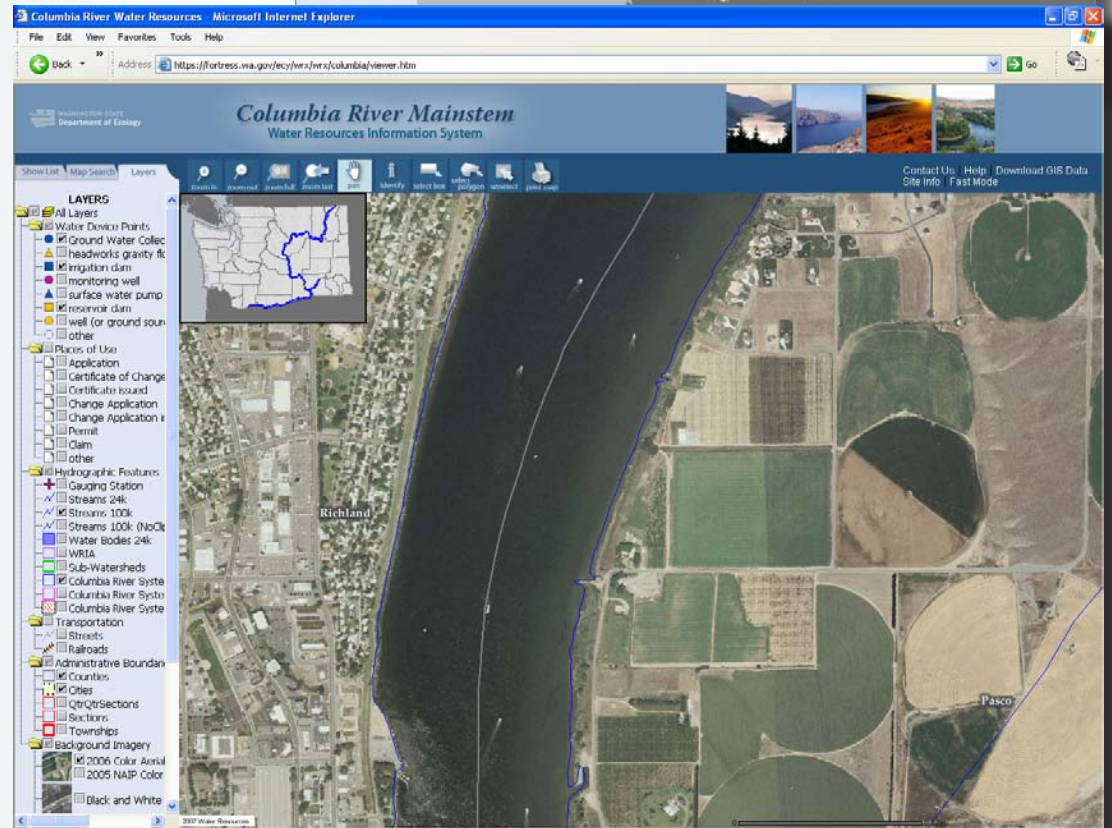 Columbia River Water Resources - Microsoft Internet Explorer
File Edit View Favorites Tools Help
Back Address https://fortress.wa.gov/ecy/wrx/wrx/columbia/viewer.htm Go
WASHINGTON STATE
Department of Ecology
Columbia River Mainstem
Water Resources Information System
Show List Map Search Layers
zoom in zoom out zoom full zoom last pan identify select box select polygon unselect print map
Contact Us Help Download GIS Data
Site Info Fast Mode
LAYERS
All Layers
Water Device Points
Ground Water Collec
headworks gravity flo
irrigation dam
monitoring well
surface water pump
reservoir dam
well (or ground sour
other
Places of Use
Application
Certificate of Change
Certificate issued
Change Application
Change Application i
Permit
Claim
other
Hydrographic Features
Gauging Station
Streams 24k
Streams 100k
Streams 100k (NoCli
Water Bodies 24k
WRIA
Sub-Watersheds
Columbia River Syste
Columbia River Syste
Columbia River Syste
Transportation
Streets
Railroads
Administrative Boundari
Counties
Cities
QtrQtrSections
Sections
Townships
Background Imagery
2006 Color Aerial
2005 NAIP Color
Black and White
Richland
Pasco
2007 Water Resources
0